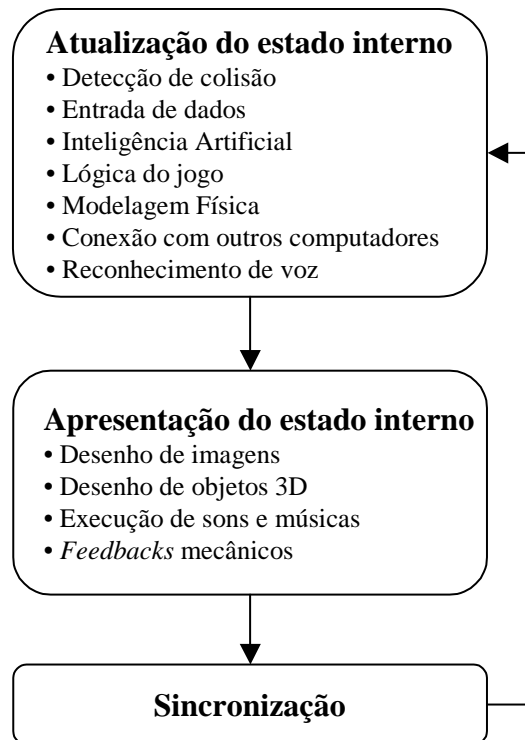 Atualização do estado interno
• Detecção de colisão
• Entrada de dados
• Inteligência Artificial
• Lógica do jogo
• Modelagem Física
• Conexão com outros computadores
• Reconhecimento de voz
Apresentação do estado interno
• Desenho de imagens
• Desenho de objetos 3D
• Execução de sons e músicas
• Feedbacks mecânicos
Sincronização